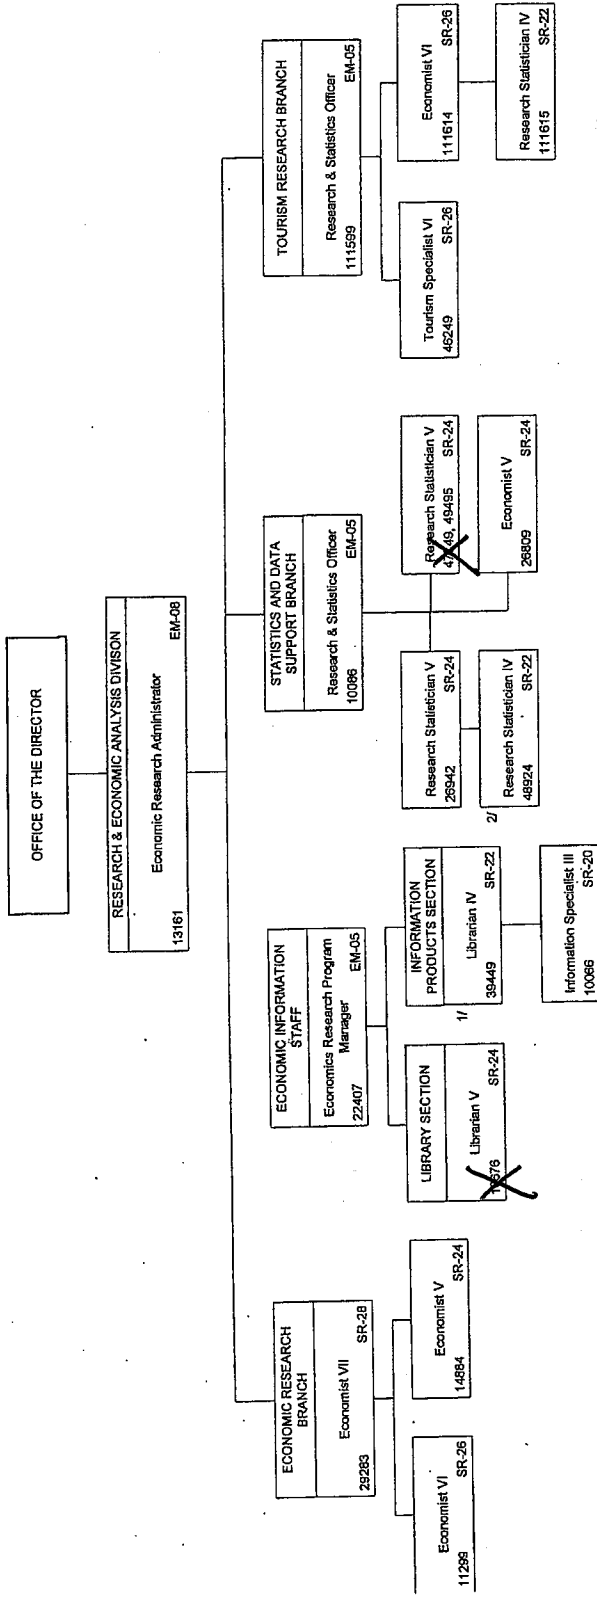 OFFICE OF THE DIRECTOR
RESEARCH & ECONOMIC ANALYSIS DIVISON
Economic Research Administrator
13161 EM-08
ECONOMIC RESEARCH
BRANCH
Economist VII
29283 SR-28
Economist VI
11299 SR-26
Economist V
14884 SR-24
ECONOMIC INFORMATION
STAFF
Economics Research Program
Manager
22407 EM-05
LIBRARY SECTION
Librarian V
SR-24
1/
INFORMATION
PRODUCTS SECTION
Librarian IV
39449 SR-22
Information Specialist III
10066 SR-20
STATISTICS AND DATA
SUPPORT BRANCH
Research & Statistics Officer
10086 EM-05
Research Statistician V
26942 SR-24
2/
Research Statistician IV
48924 SR-22
Research Statistician V
49495 SR-24
Economist V
26809 SR-24
TOURISM RESEARCH BRANCH
Research & Statistics Officer
111599 EM-05
Tourism Specialist VI
46249 SR-26
Economist VI
111614 SR-26
Research Statistician IV
111615 SR-22